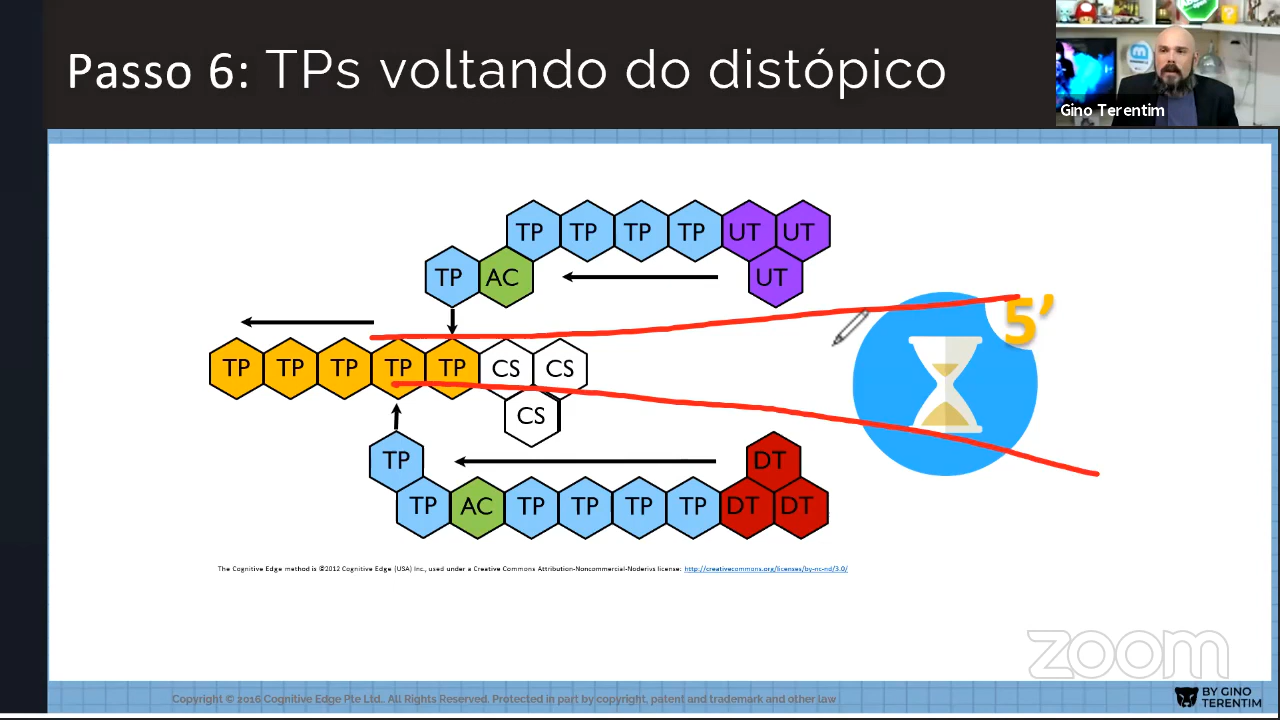 Passo 6: TPs voltando do distópico
Gino Terentim
TP TP TP TP UT UT
TP AC UT
5’
TP TP TP TP TP CS CS
CS
TP DT
TP AC TP TP TP TP DT DT
The Cognitive Edge method is ©2012 Cognitive Edge (USA) Inc., used under a Creative Commons Attribution-Noncommercial-Noderivs license: http://creativecommons.org/licenses/by-nc-nd/3.0/
zoom
Copyright © 2016 Cognitive Edge Pte Ltd.. All Rights Reserved. Protected in part by copyright, patent and trademark and other law
BY GINO
TERENTIM